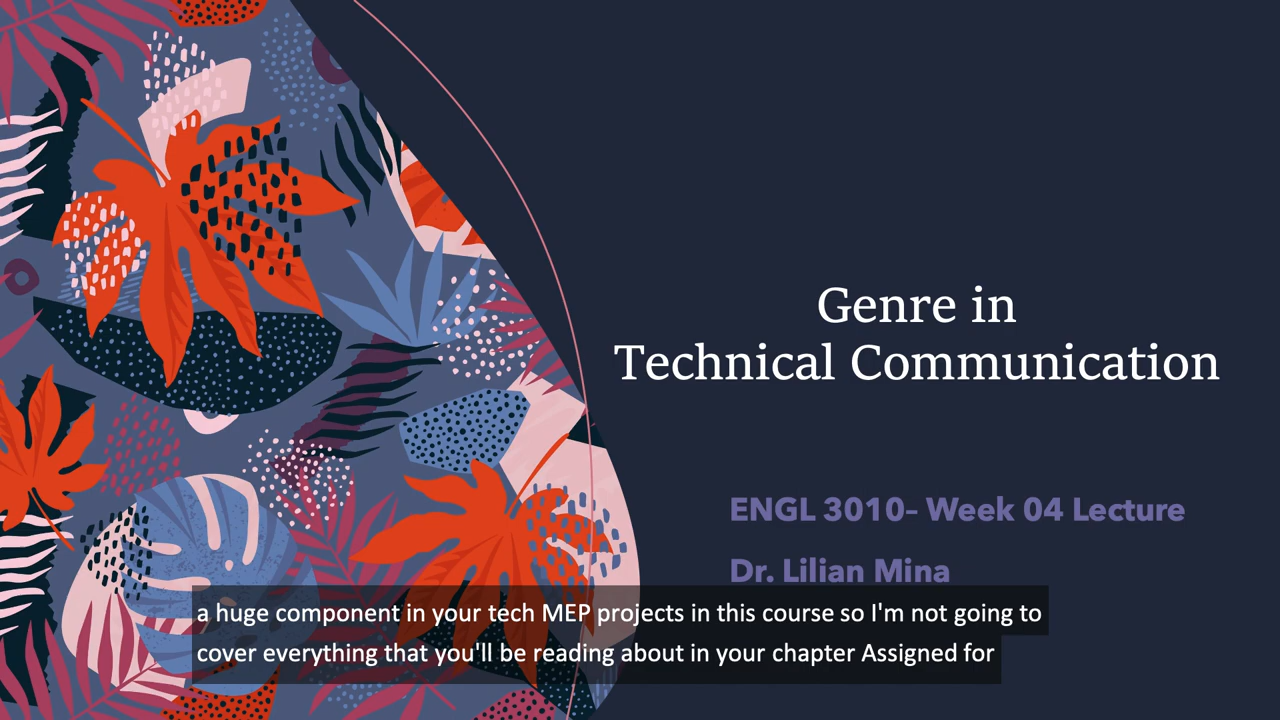 Genre in
Technical Communication
ENGL 3010– Week 04 Lecture
Dr. Lilian Mina
a huge component in your tech MEP projects in this course so I'm not going to
cover everything that you'll be reading about in your chapter Assigned for